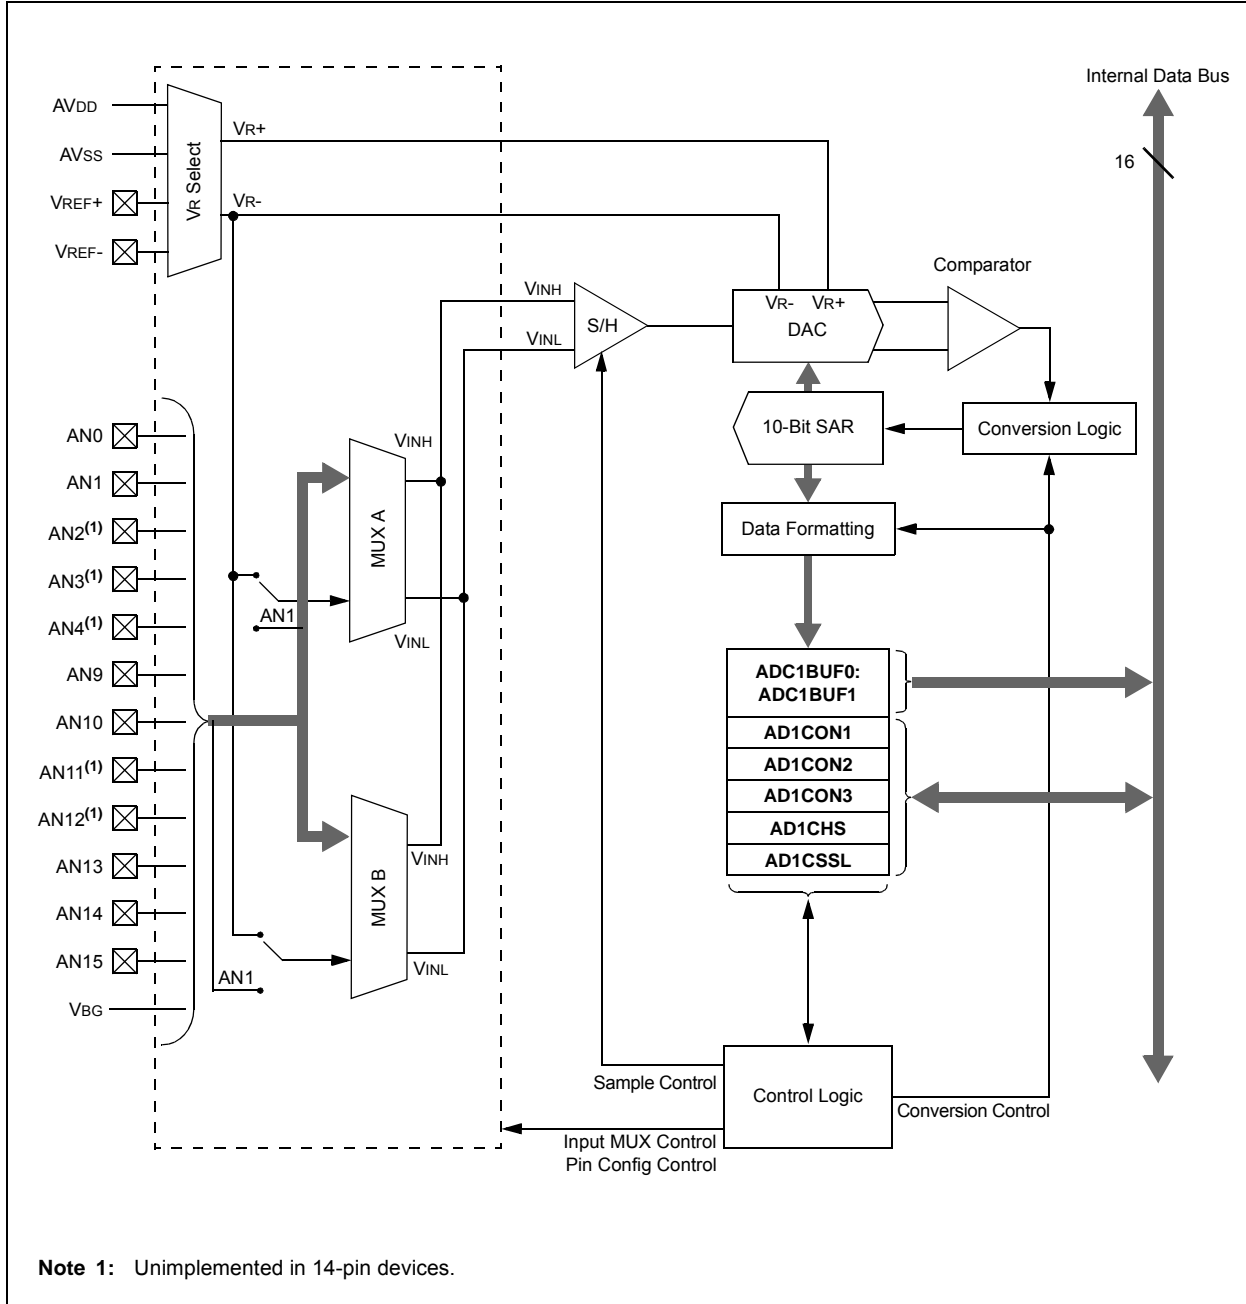 Internal Data Bus
16
AVDD
AVSS
VREF+
VREF-
VR Select
VR+
VR-
Comparator
VINH
VINL
S/H
VR- VR+
DAC
10-Bit SAR
Conversion Logic
Data Formatting
AN0
AN1
AN2(1)
AN3(1)
AN4(1)
AN9
AN10
AN11(1)
AN12(1)
AN13
AN14
AN15
VBG
VINH
MUX A
AN1
VINL
VINH
MUX B
VINL
AN1
ADC1BUF0:
ADC1BUF1
AD1CON1
AD1CON2
AD1CON3
AD1CHS
AD1CSSL
Sample Control
Control Logic
Conversion Control
Input MUX Control
Pin Config Control
Note 1: Unimplemented in 14-pin devices.